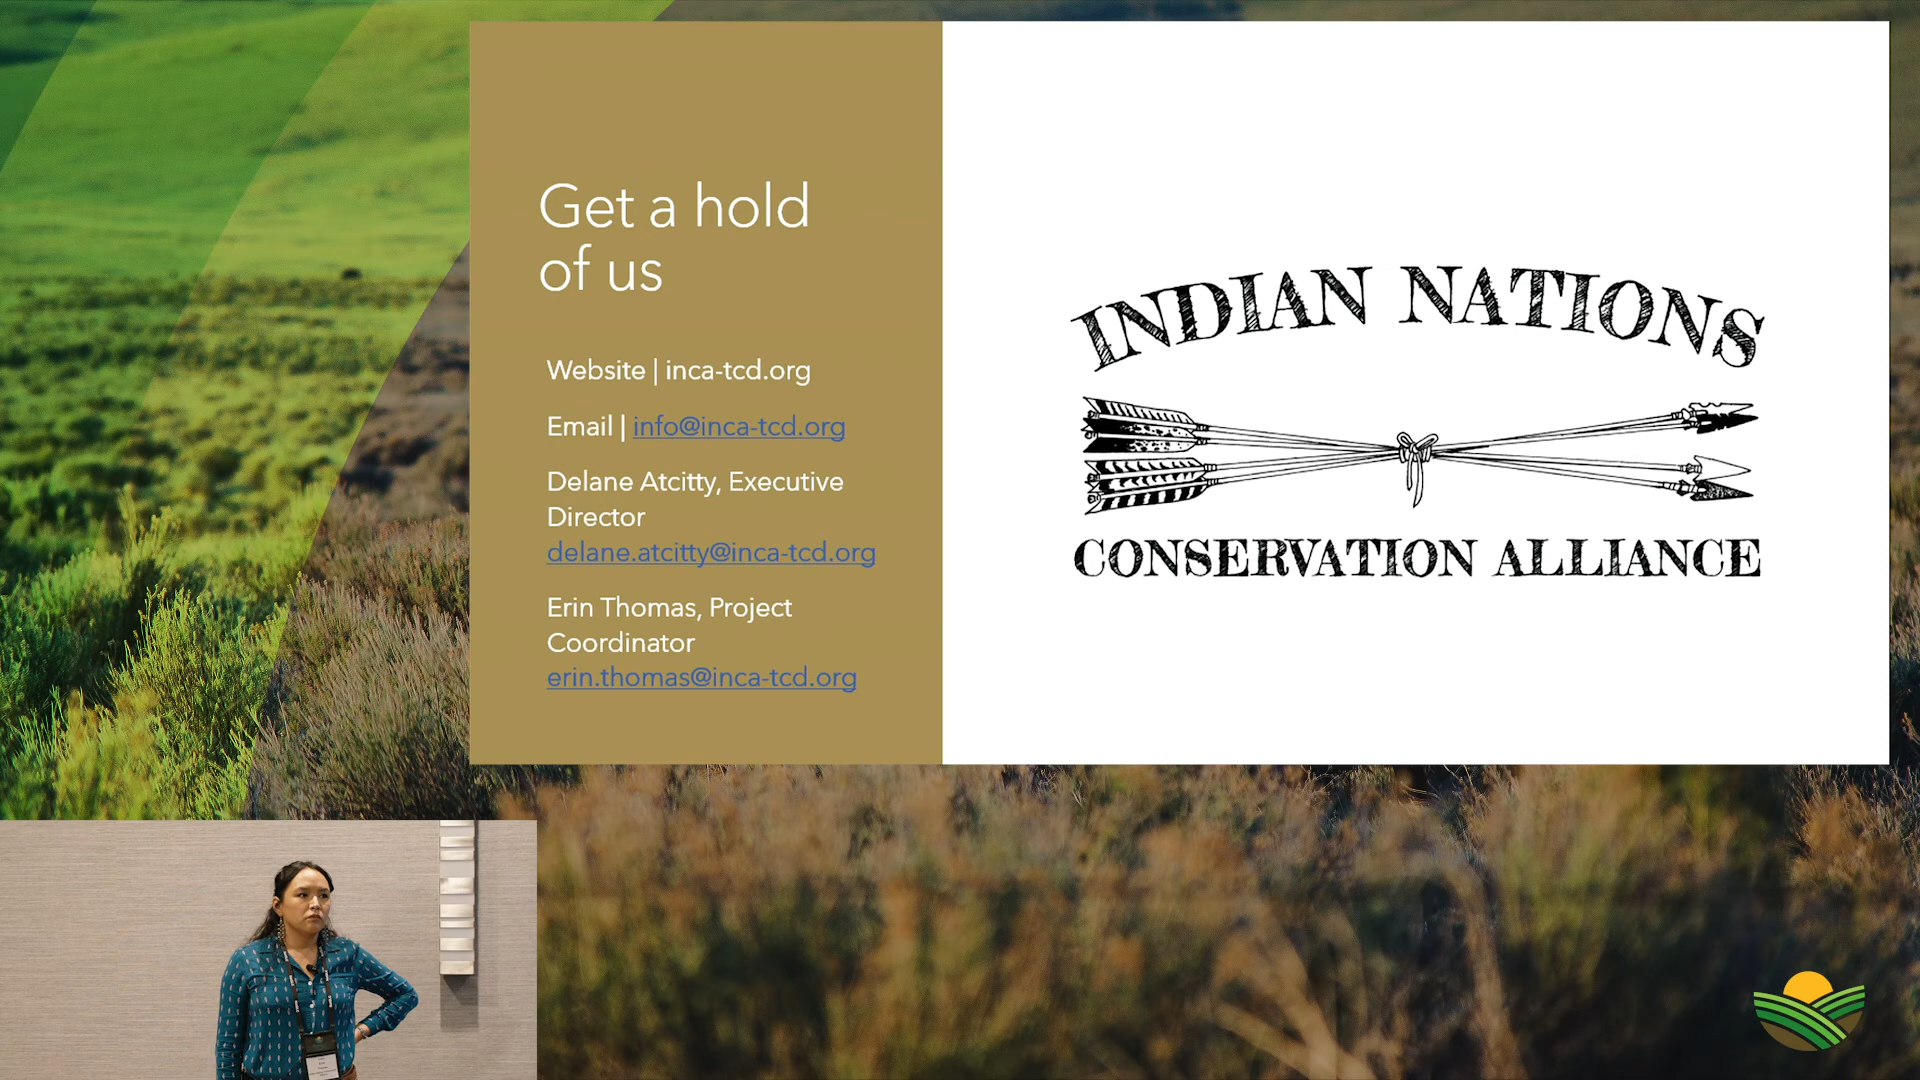 Get a hold
of us
Website | inca-tcd.org
Email | info@inca-tcd.org
Delane Atcitty, Executive
Director
delane.atcitty@inca-tcd.org
Erin Thomas, Project
Coordinator
erin.thomas@inca-tcd.org
INDIAN NATIONS
CONSERVATION ALLIANCE